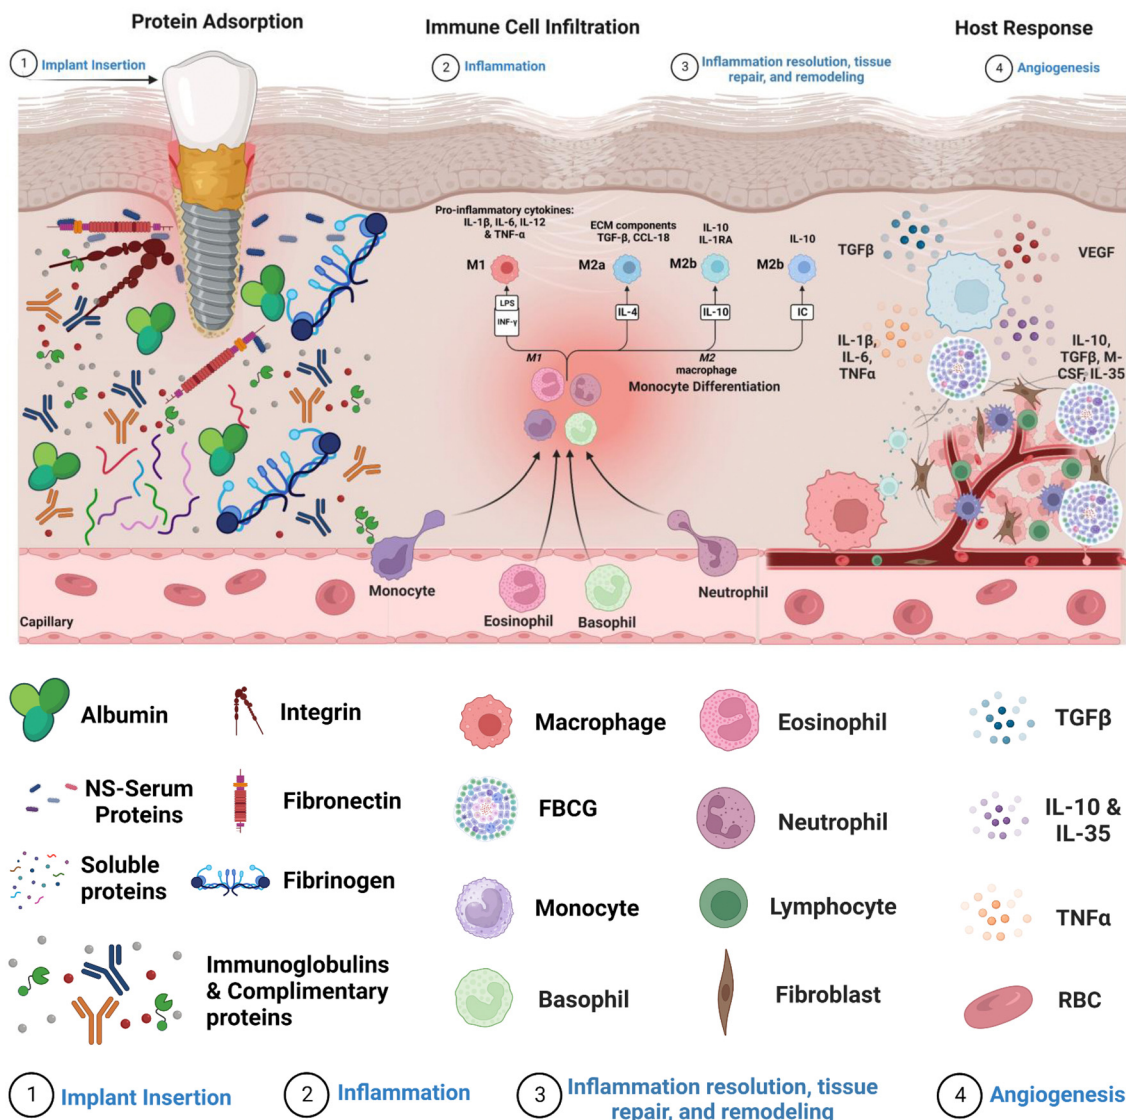 Protein Adsorption
Immune Cell Infiltration
Host Response
1 Implant Insertion
2 Inflammation
3 Inflammation resolution, tissue
repair, and remodeling
4 Angiogenesis
Pro-inflammatory cytokines:
IL-1β, IL-6, IL-12
& TNF-α
ECM components
TGF-β, CCL-18
IL-10
IL-1RA
IL-10
M1
M2a
M2b
M2b
LPS
INF-γ
IL-4
IL-10
IC
M1
M2
macrophage
Monocyte Differentiation
TGFβ
VEGF
IL-1β,
IL-6,
TNFα
IL-10,
TGFβ, M-
CSF, IL-35
Monocyte
Eosinophil
Basophil
Neutrophil
Capillary
Albumin
Integrin
Macrophage
Eosinophil
TGFβ
NS-Serum
Proteins
Fibronectin
FBCG
Neutrophil
IL-10 &
IL-35
Soluble
proteins
Fibrinogen
Monocyte
Lymphocyte
TNFα
Immunoglobulins
& Complimentary
proteins
Basophil
Fibroblast
RBC
1 Implant Insertion
2 Inflammation
3 Inflammation resolution, tissue
repair, and remodeling
4 Angiogenesis